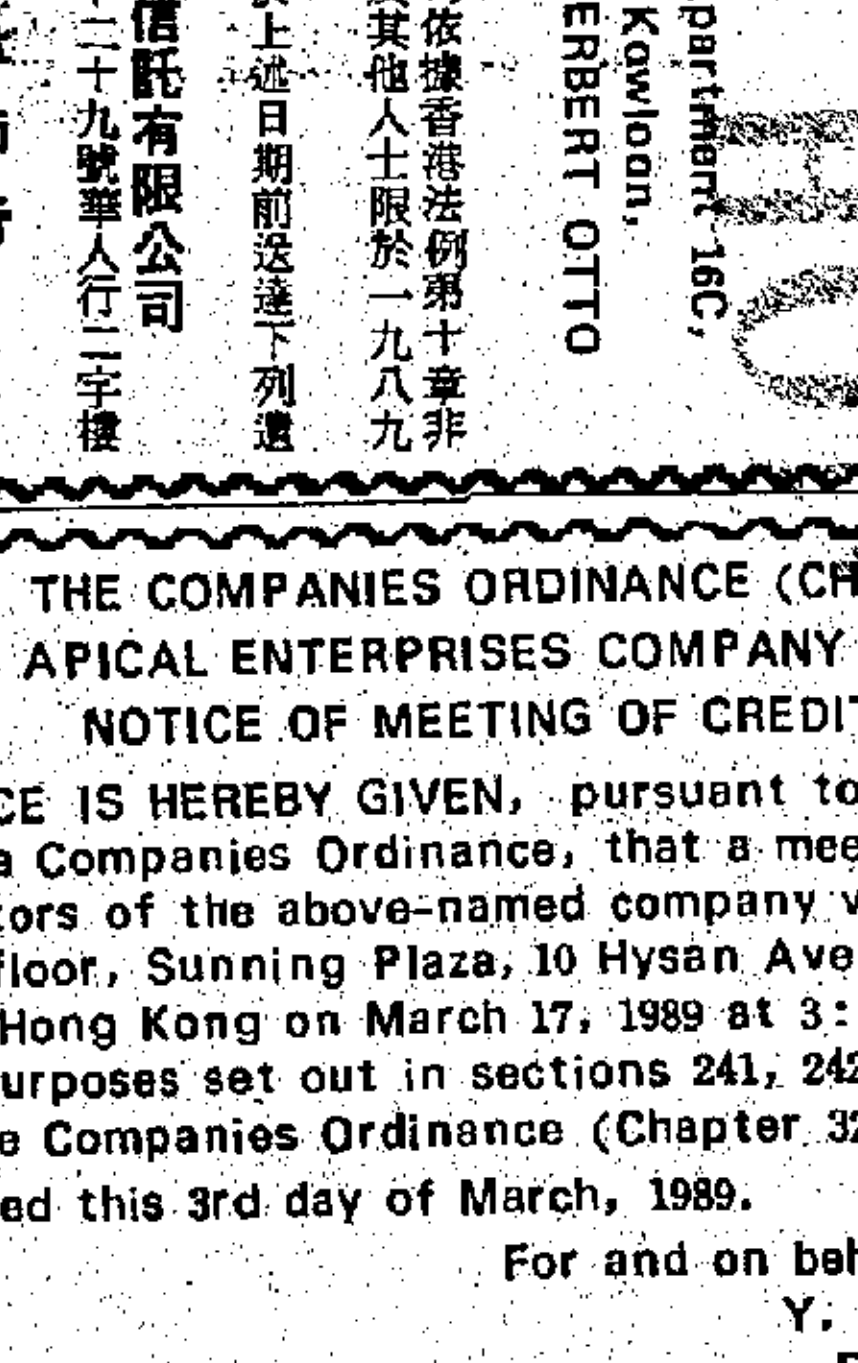 partment 16C,
Kowloon,
ERBERT OTTO
依據香港法例第十章非
其他人士限於一九八九
上述日期前送達下列遺
信託有限公司
二十九號華人行二字樓
THE COMPANIES ORDINANCE (CH
APICAL ENTERPRISES COMPANY
NOTICE OF MEETING OF CREDIT
CE IS HEREBY GIVEN, pursuant to
a Companies Ordinance, that a mee
tors of the above-named company
floor, Sunning Plaza, 10 Hysan Ave
Hong Kong on March 17, 1989 at 3:
urposes set out in sections 241, 242
e Companies Ordinance (Chapter 32
ed this 3rd day of March, 1989.
For and on beh
Y.